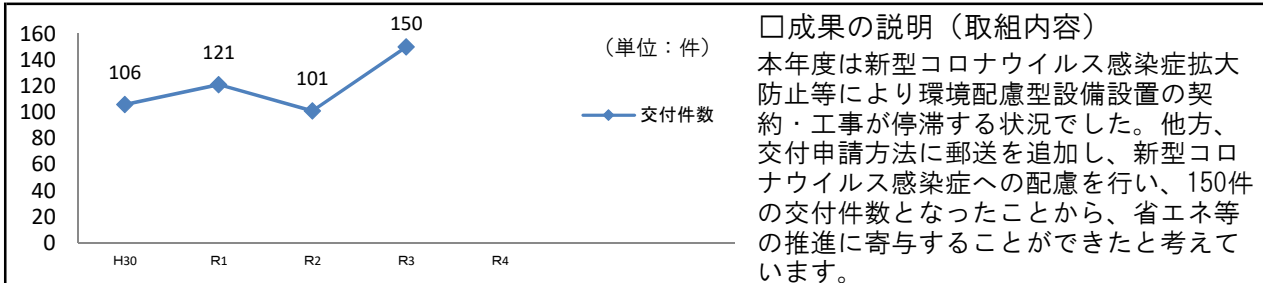 160
140
120
100
80
60
40
20
0
106
121
101
150
（単位：件）
交付件数
H30
R1
R2
R3
R4
□成果の説明（取組内容）
本年度は新型コロナウイルス感染症拡大
防止等により環境配慮型設備設置の契
約・工事が停滞する状況でした。他方、
交付申請方法に郵送を追加し、新型コロ
ナウイルス感染症への配慮を行い、150件
の交付件数となったことから、省エネ等
の推進に寄与することができたと考えて
います。